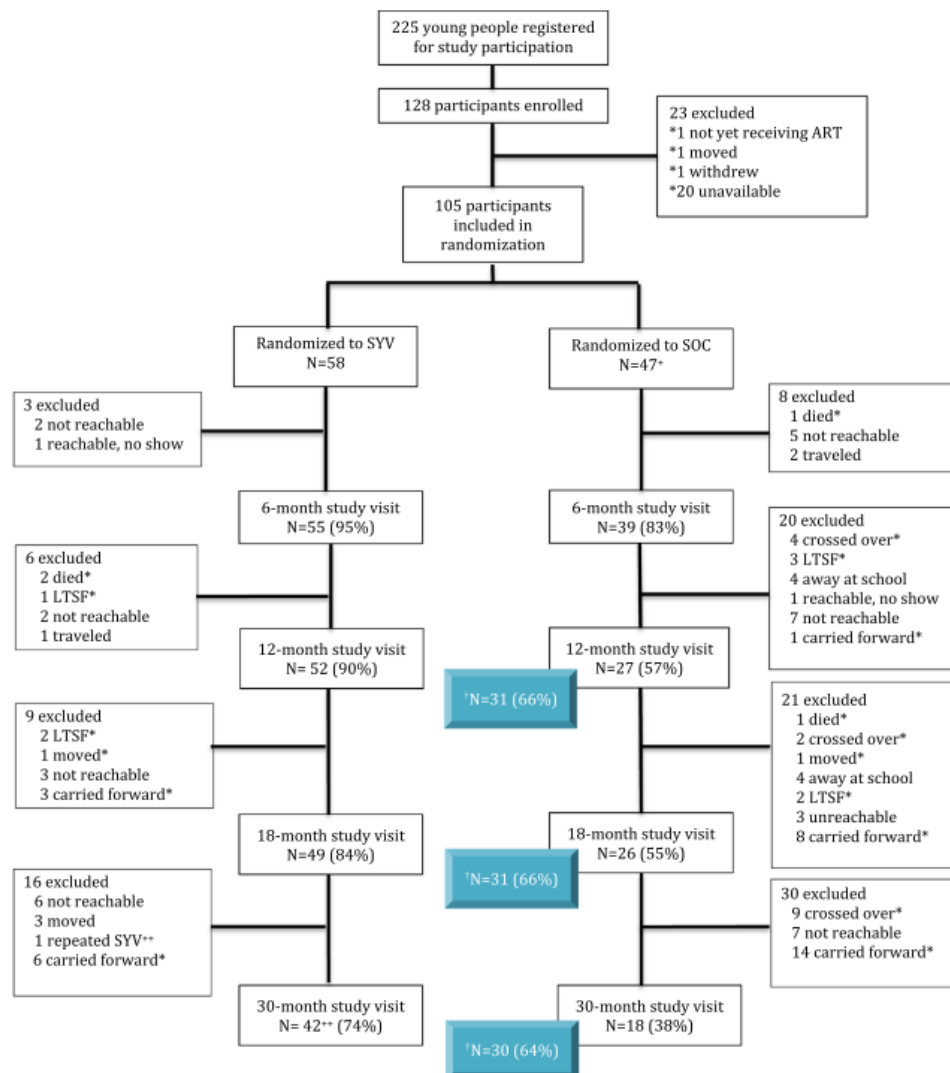 225 young people registered
for study participation
128 participants enrolled
23 excluded
*1 not yet receiving ART
*1 moved
*1 withdrew
*20 unavailable
105 participants
included in
randomization
Randomized to SYV
N=58
Randomized to SOC
N=47⁺
3 excluded
2 not reachable
1 reachable, no show
8 excluded
1 died*
5 not reachable
2 traveled
6-month study visit
N=55 (95%)
6-month study visit
N=39 (83%)
6 excluded
2 died*
1 LTSF*
2 not reachable
1 traveled
20 excluded
4 crossed over*
3 LTSF*
4 away at school
1 reachable, no show
7 not reachable
1 carried forward*
12-month study visit
N= 52 (90%)
12-month study visit
N=27 (57%)
†N=31 (66%)
9 excluded
2 LTSF*
1 moved*
3 not reachable
3 carried forward*
21 excluded
1 died*
2 crossed over*
1 moved*
4 away at school
2 LTSF*
3 unreachable
8 carried forward*
18-month study visit
N=49 (84%)
18-month study visit
N=26 (55%)
†N=31 (66%)
16 excluded
6 not reachable
3 moved
1 repeated SYV⁺⁺
6 carried forward*
30 excluded
9 crossed over*
7 not reachable
14 carried forward*
30-month study visit
N= 42⁺⁺ (74%)
30-month study visit
N=18 (38%)
†N=30 (64%)